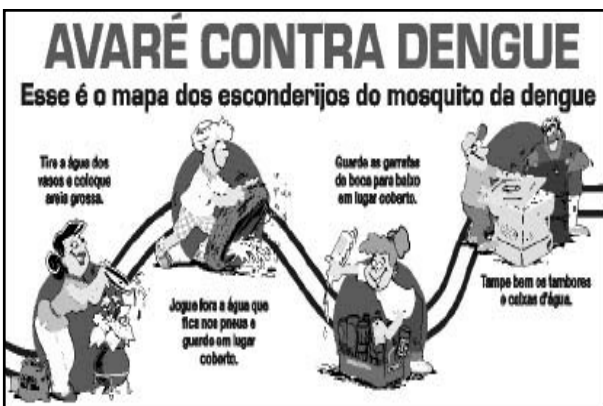 AVARÉ CONTRA DENGUE
Esse é o mapa dos esconderijos do mosquito da dengue
Tire a água dos
vasos e coloque
areia grossa.
Jogue fora a água que
fica nos pneus e
guarde em lugar
coberto.
Guarde as garrafas
de boca para baixo
em lugar coberto.
Tampe bem os tambores
e caixas d'água.